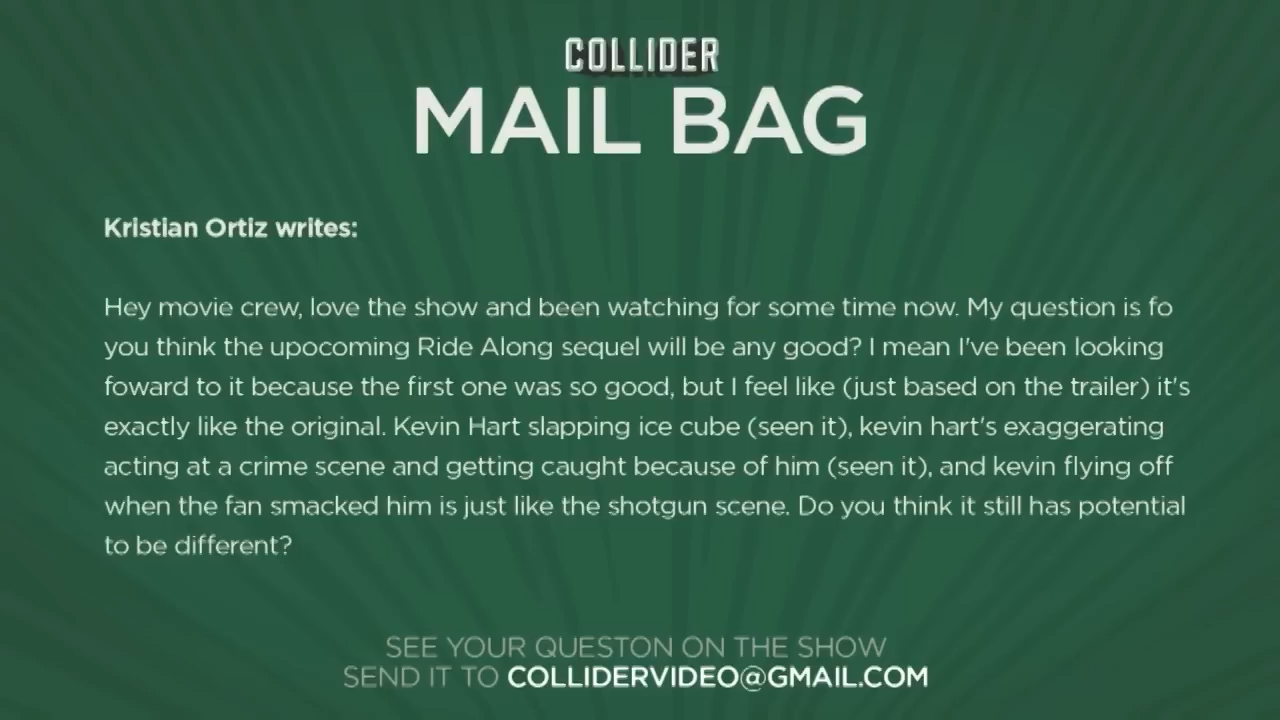 COLLIDER
MAIL BAG
Kristian Ortiz writes:
Hey movie crew, love the show and been watching for some time now. My question is fo
you think the upocoming Ride Along sequel will be any good? I mean I've been looking
foward to it because the first one was so good, but I feel like (just based on the trailer) it's
exactly like the original. Kevin Hart slapping ice cube (seen it), kevin hart's exaggerating
acting at a crime scene and getting caught because of him (seen it), and kevin flying off
when the fan smacked him is just like the shotgun scene. Do you think it still has potential
to be different?
SEE YOUR QUESTON ON THE SHOW
SEND IT TO COLLIDERVIDEO@GMAIL.COM